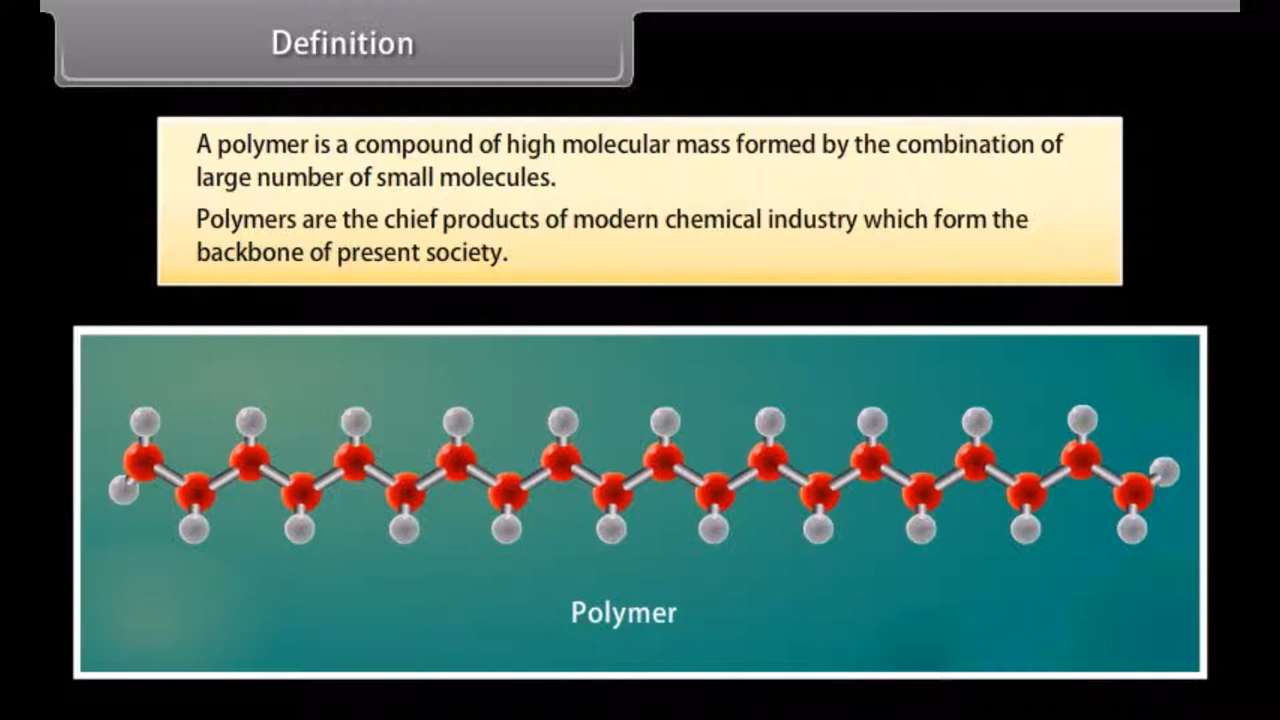 Definition
A polymer is a compound of high molecular mass formed by the combination of
large number of small molecules.
Polymers are the chief products of modern chemical industry which form the
backbone of present society.
Polymer